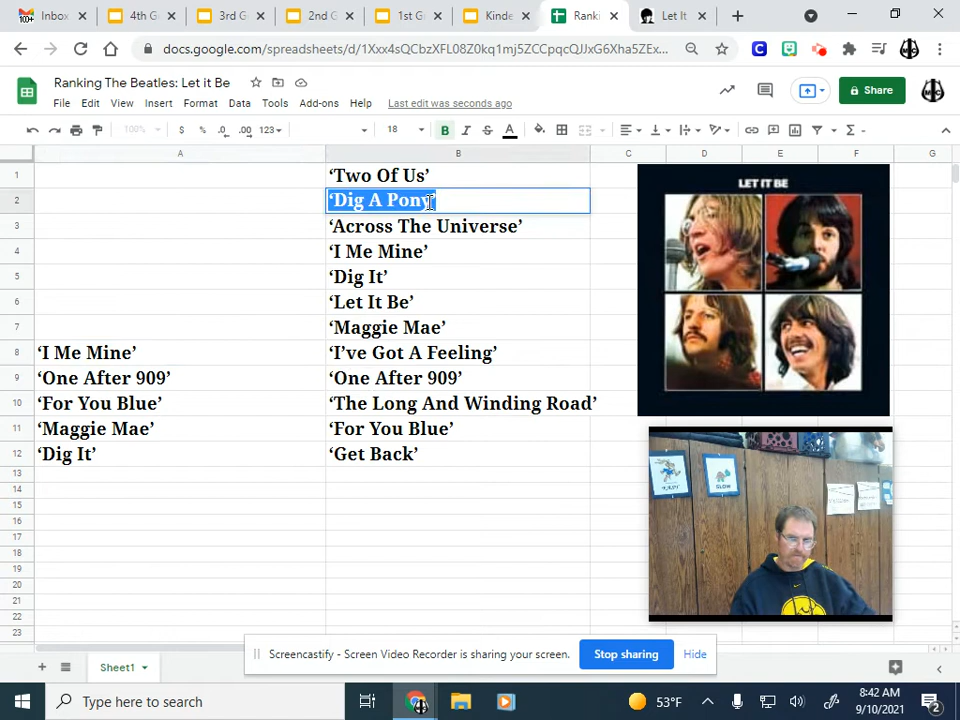 Inbox
4th G
3rd G
2nd G
1st G
Kinde
Ranki
Let It
docs.google.com/spreadsheets/d/1Xxx4sQCbzXFL08Z0kq1mj5ZCCpqcQJJxG6Xha5ZEx...
Ranking The Beatles: Let it Be
File Edit View Insert Format Data Tools Add-ons Help Last edit was seconds ago
Share
100% $ % .0 .00 123 18 B I S A
A B C D E F G
1 ‘Two Of Us’
2 ‘Dig A Pony’
3 ‘Across The Universe’
4 ‘I Me Mine’
5 ‘Dig It’
6 ‘Let It Be’
7 ‘Maggie Mae’
8 ‘I Me Mine’ ‘I’ve Got A Feeling’
9 ‘One After 909’ ‘One After 909’
10 ‘For You Blue’ ‘The Long And Winding Road’
11 ‘Maggie Mae’ ‘For You Blue’
12 ‘Dig It’ ‘Get Back’
13
14
15
16
17
18
19
20
21
22
23
LET IT BE
SLOW
Screencastify - Screen Video Recorder is sharing your screen.
Stop sharing
Hide
Sheet1
Type here to search
53°F
8:42 AM
9/10/2021
2